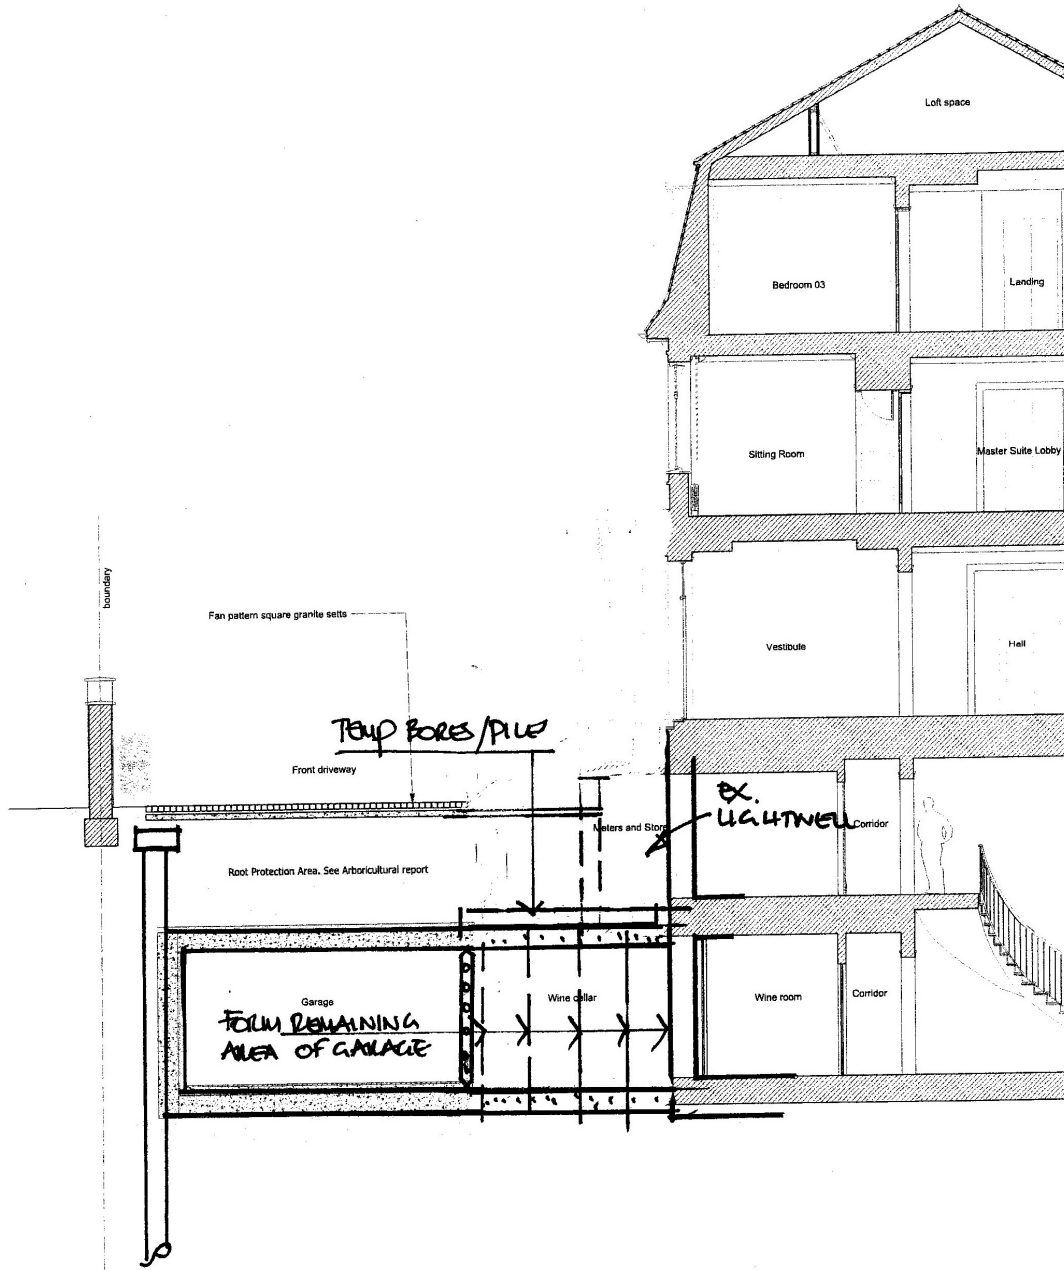 Loft space
Bedroom 03
Landing
Sitting Room
Master Suite Lobby
boundary
Fan pattern square granite setts
Vestibule
Hall
TEMP BORES/PILE
Front driveway
EX.
LIGHTWELL
Meters and Store
Corridor
Root Protection Area. See Arboricultural report
Garage
Wine cellar
Wine room
Corridor
FORM REMAINING
AREA OF GARAGE